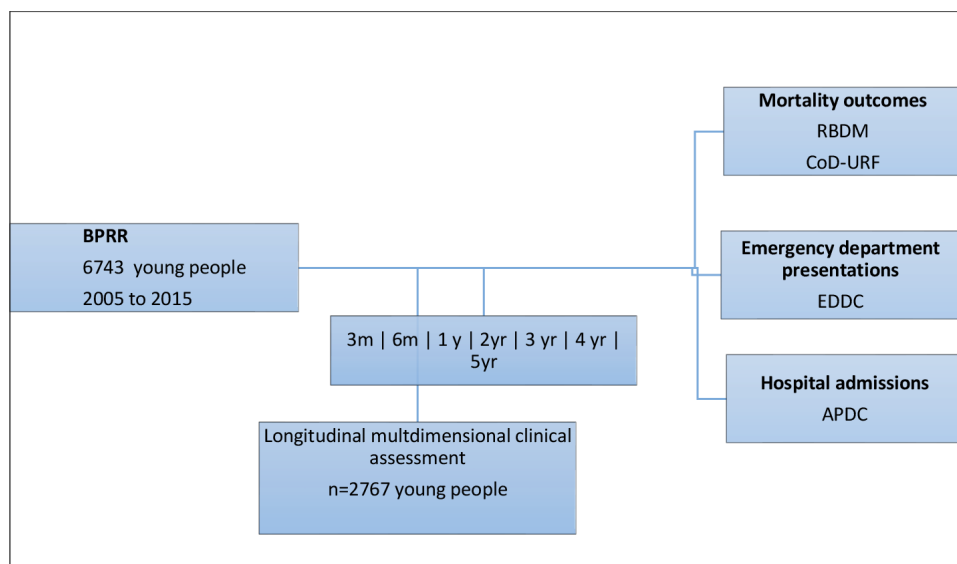 BPRR
6743 young people
2005 to 2015
3m | 6m | 1 y | 2yr | 3 yr | 4 yr |
5yr
Longitudinal multdimensional clinical
assessment
n=2767 young people
Mortality outcomes
RBDM
CoD-URF
Emergency department
presentations
EDDC
Hospital admissions
APDC